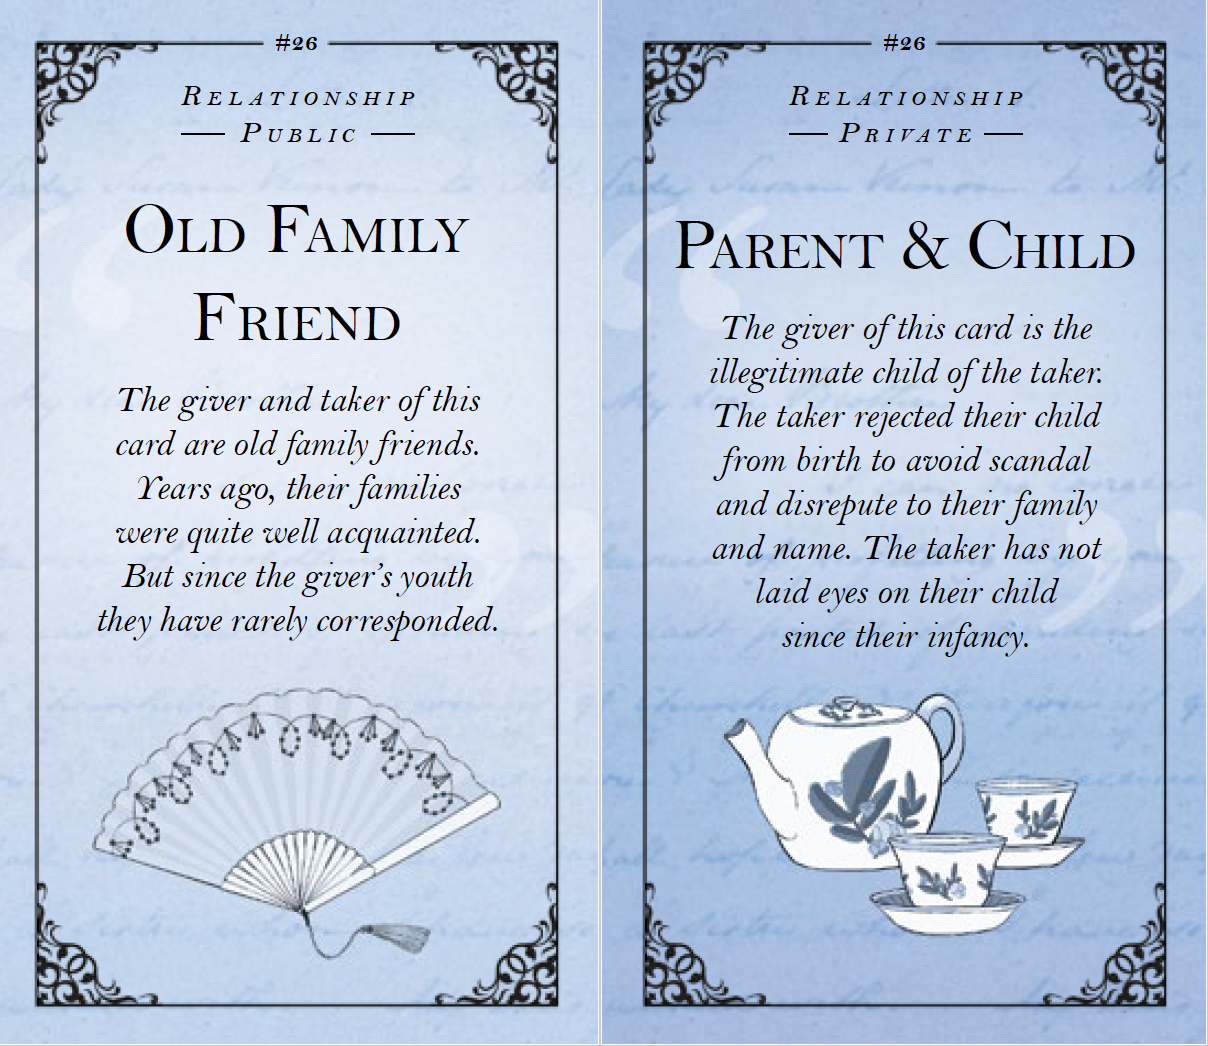 #26
RELATIONSHIP
PUBLIC
OLD FAMILY
FRIEND
The giver and taker of this
card are old family friends.
Years ago, their families
were quite well acquainted.
But since the giver's youth
they have rarely corresponded.
#26
RELATIONSHIP
PRIVATE
PARENT & CHILD
The giver of this card is the
illegitimate child of the taker.
The taker rejected their child
from birth to avoid scandal
and disrepute to their family
and name. The taker has not
laid eyes on their child
since their infancy.